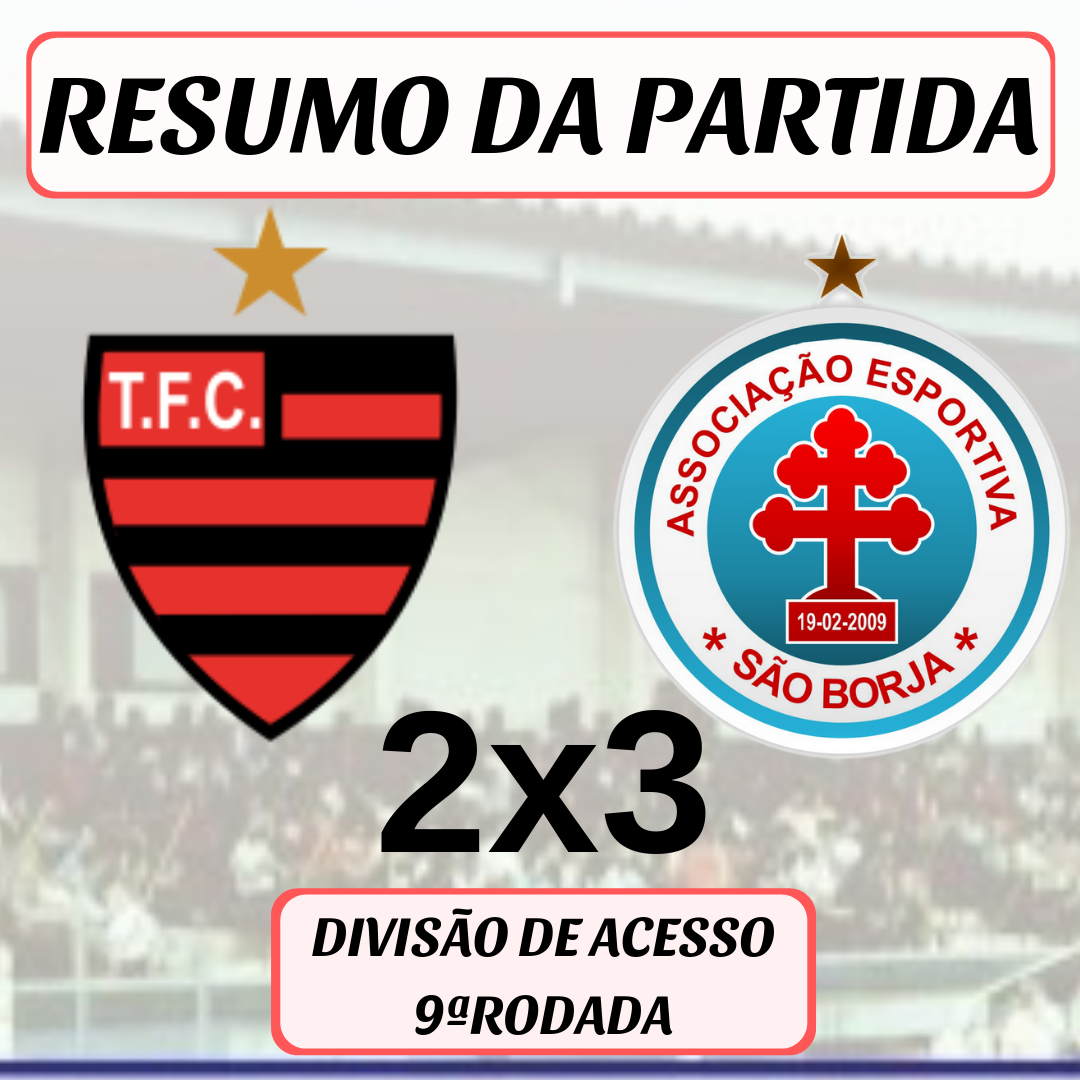 RESUMO DA PARTIDA
T.F.C.
ASSOCIAÇÃO ESPORTIVA
19-02-2009
* SÃO BORJA *
2x3
DIVISÃO DE ACESSO
9ªRODADA